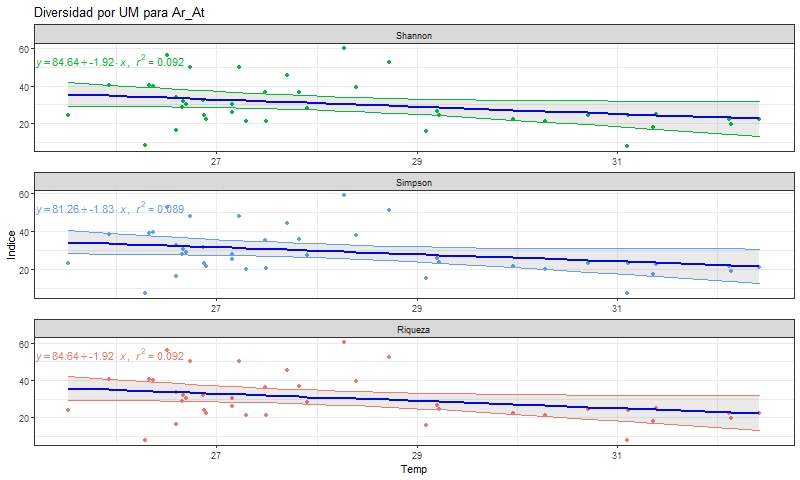 Diversidad por UM para Ar_At
Shannon
y = 84.64 + -1.92 · x, r² = 0.092
60
40
20
27 29 31
Simpson
y = 81.26 + -1.83 · x, r² = 0.089
60
40
20
27 29 31
Riqueza
y = 84.64 + -1.92 · x, r² = 0.092
60
40
20
27 29 31
Indice
Temp